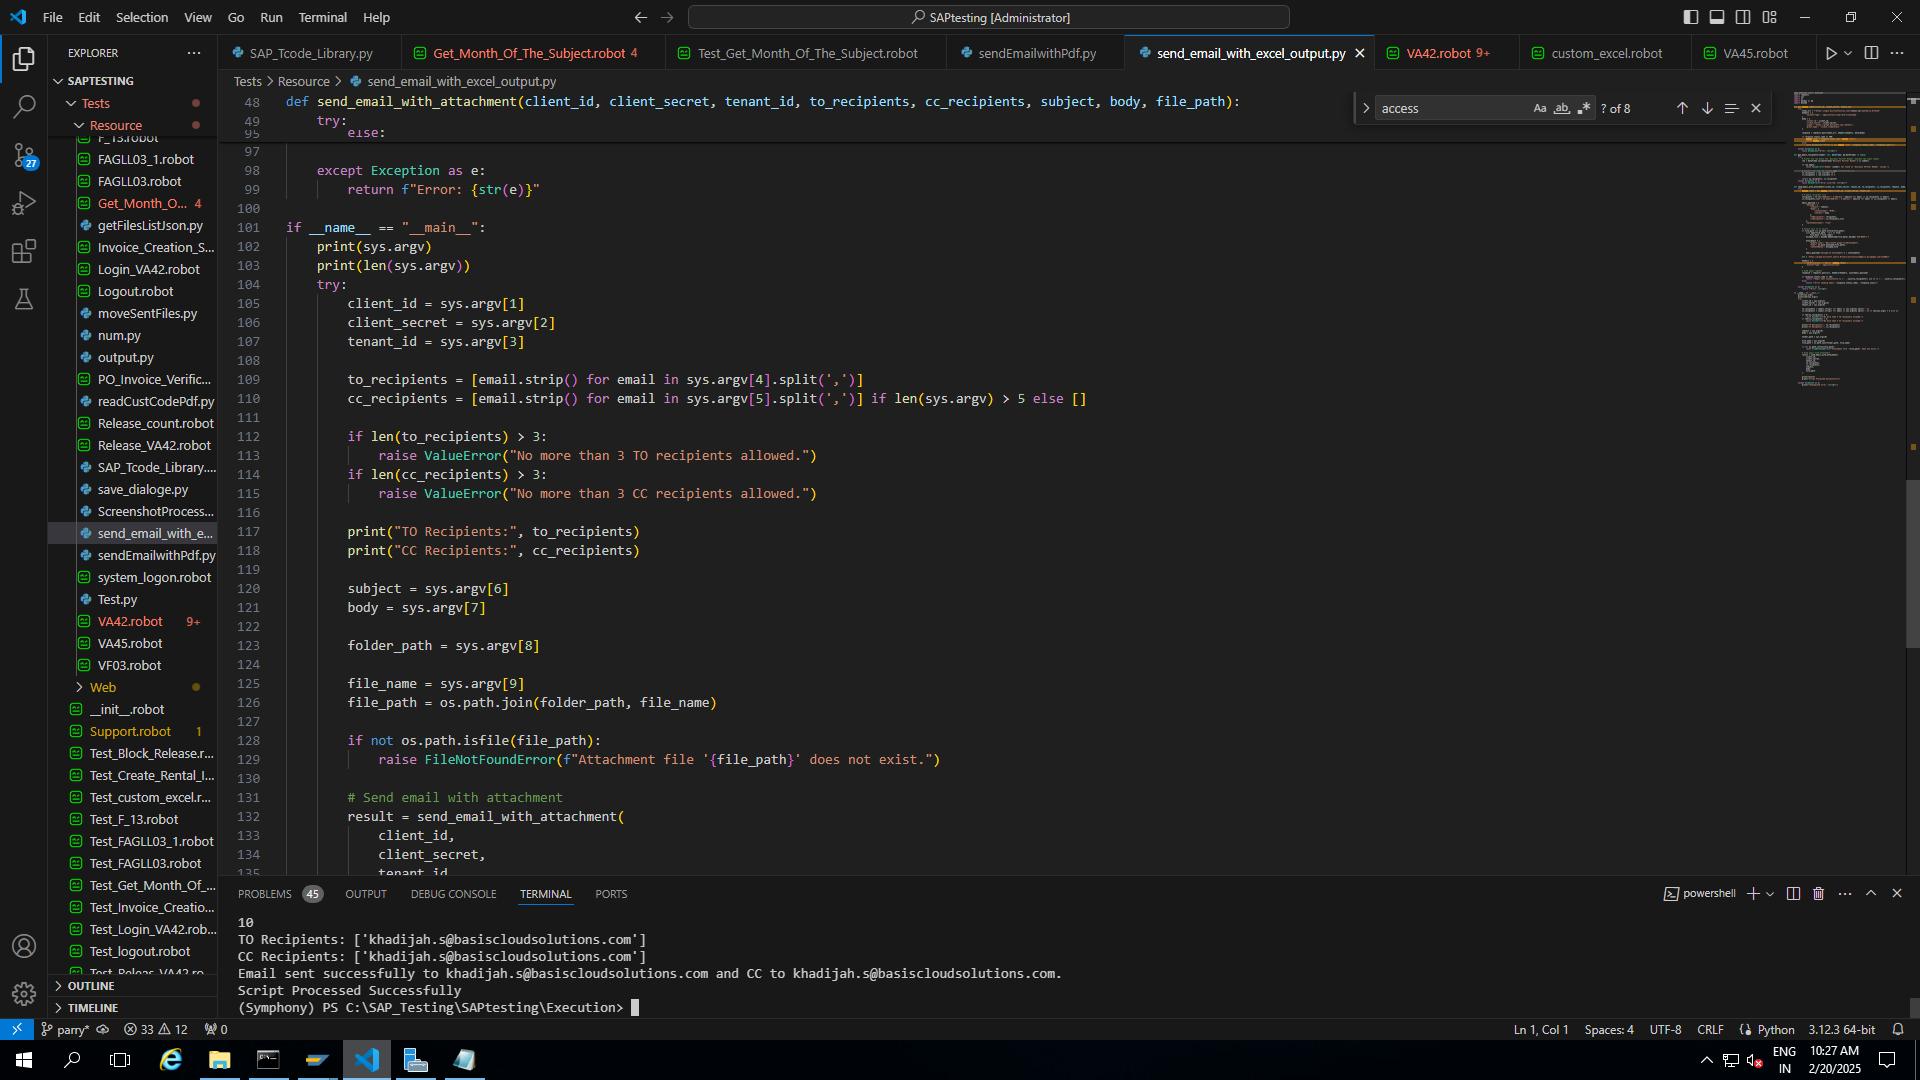 File Edit Selection View Go Run Terminal Help
SAPtesting [Administrator]
EXPLORER
SAP_Tcode_Library.py
Get_Month_Of_The_Subject.robot 4
Test_Get_Month_Of_The_Subject.robot
sendEmailwithPdf.py
send_email_with_excel_output.py
VA42.robot 9+
custom_excel.robot
VA45.robot
Tests > Resource > send_email_with_excel_output.py
access
Aa ab
? of 8
SAPTESTING
Tests
Resource
F_13.robot
FAGLL03_1.robot
FAGLL03.robot
Get_Month_O... 4
getFilesListJson.py
Invoice_Creation_S...
Login_VA42.robot
Logout.robot
moveSentFiles.py
num.py
output.py
PO_Invoice_Verific...
readCustCodePdf.py
Release_count.robot
Release_VA42.robot
SAP_Tcode_Library....
save_dialoge.py
ScreenshotProcess...
send_email_with_e...
sendEmailwithPdf.py
system_logon.robot
Test.py
VA42.robot 9+
VA45.robot
VF03.robot
Web
__init__.robot
Support.robot 1
Test_Block_Release.r...
Test_Create_Rental_I...
Test_custom_excel.r...
Test_F_13.robot
Test_FAGLL03_1.robot
Test_FAGLL03.robot
Test_Get_Month_Of_...
Test_Invoice_Creatio...
Test_Login_VA42.rob...
Test_logout.robot
Test_Releas_VA42.ro...
OUTLINE
TIMELINE
27
48 def send_email_with_attachment(client_id, client_secret, tenant_id, to_recipients, cc_recipients, subject, body, file_path):
49 try:
95 else:
97
98 except Exception as e:
99 return f"Error: {str(e)}"
100
101 if __name__ == "__main__":
102 print(sys.argv)
103 print(len(sys.argv))
104 try:
105 client_id = sys.argv[1]
106 client_secret = sys.argv[2]
107 tenant_id = sys.argv[3]
108
109 to_recipients = [email.strip() for email in sys.argv[4].split(',')]
110 cc_recipients = [email.strip() for email in sys.argv[5].split(',')] if len(sys.argv) > 5 else []
111
112 if len(to_recipients) > 3:
113 raise ValueError("No more than 3 TO recipients allowed.")
114 if len(cc_recipients) > 3:
115 raise ValueError("No more than 3 CC recipients allowed.")
116
117 print("TO Recipients:", to_recipients)
118 print("CC Recipients:", cc_recipients)
119
120 subject = sys.argv[6]
121 body = sys.argv[7]
122
123 folder_path = sys.argv[8]
124
125 file_name = sys.argv[9]
126 file_path = os.path.join(folder_path, file_name)
127
128 if not os.path.isfile(file_path):
129 raise FileNotFoundError(f"Attachment file '{file_path}' does not exist.")
130
131 # Send email with attachment
132 result = send_email_with_attachment(
133 client_id,
134 client_secret,
135 tenant_id
PROBLEMS 45 OUTPUT DEBUG CONSOLE TERMINAL PORTS
powershell
10
TO Recipients: ['khadijah.s@basiscloudsolutions.com']
CC Recipients: ['khadijah.s@basiscloudsolutions.com']
Email sent successfully to khadijah.s@basiscloudsolutions.com and CC to khadijah.s@basiscloudsolutions.com.
Script Processed Successfully
(Symphony) PS C:\SAP_Testing\SAPtesting\Execution>
parry* 33 12 0
Ln 1, Col 1 Spaces: 4 UTF-8 CRLF Python 3.12.3 64-bit
ENG
IN
10:27 AM
2/20/2025